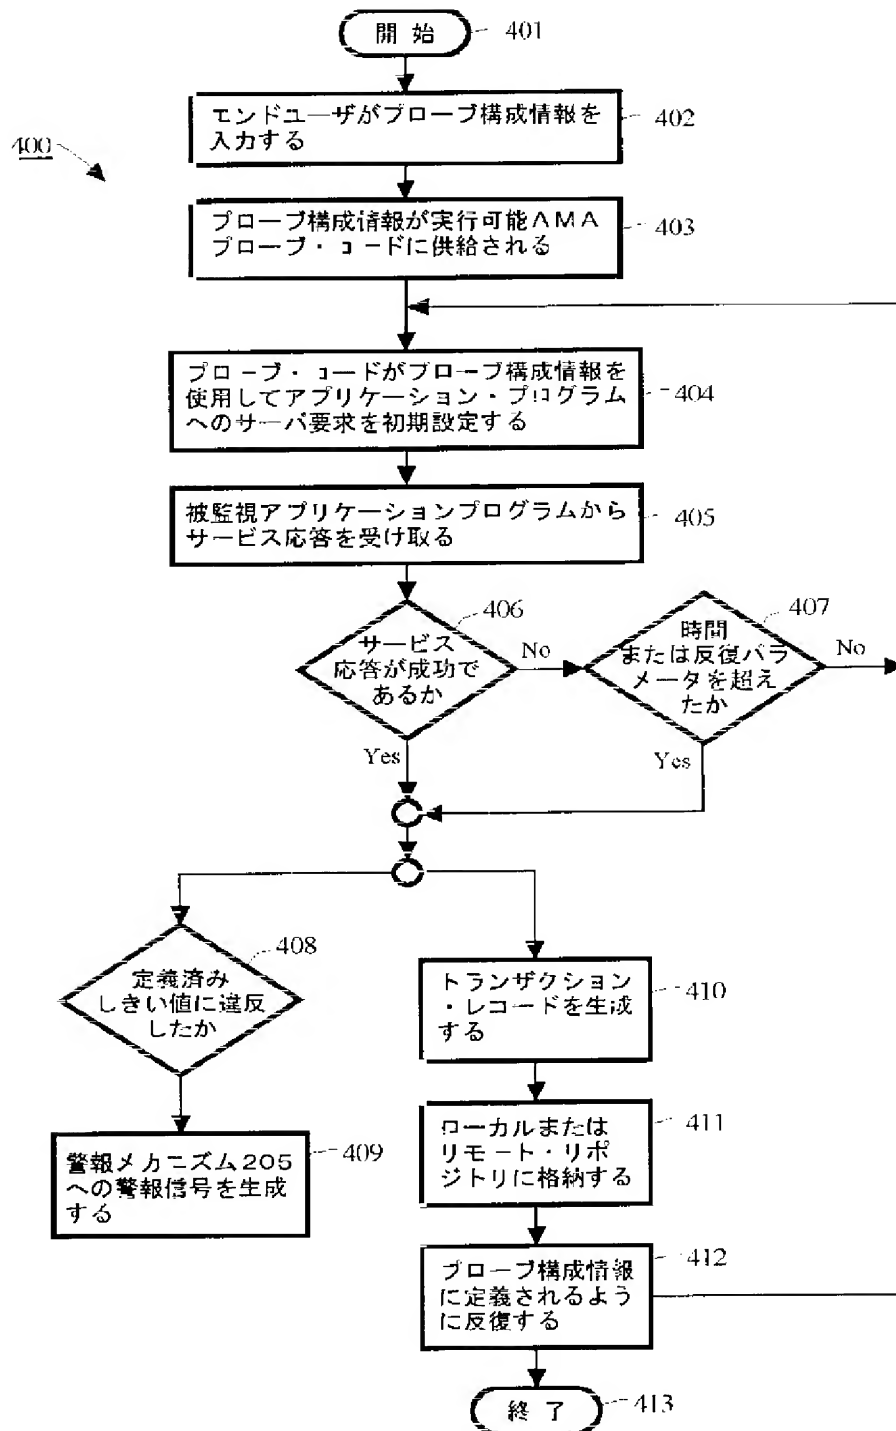 開 始
401
エンドユーザがプローブ構成情報を
入力する
402
400
プローブ構成情報が実行可能AMA
プローブ・コードに供給される
403
プローブ・コードがプローブ構成情報を
使用してアプリケーション・プログラム
へのサーバ要求を初期設定する
404
被監視アプリケーションプログラムから
サービス応答を受け取る
405
406
サービス
応答が成功で
あるか
No
Yes
407
時間
または反復パラ
メータを超え
たか
No
Yes
408
定義済み
しきい値に違反
したか
警報メカニズム205
への警報信号を生成
する
409
トランザクション
・レコードを生成
する
410
ローカルまたは
リモート・リポ
ジトリに格納する
411
プローブ構成情報
に定義されるよう
に反復する
412
終 了
413